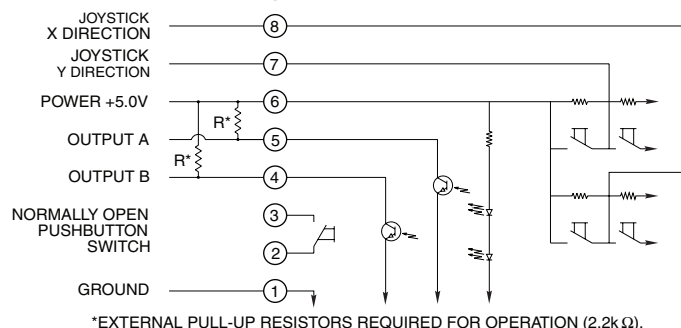 JOYSTICK
X DIRECTION
8
JOYSTICK
Y DIRECTION
7
POWER +5.0V
6
R*
OUTPUT A
5
R*
OUTPUT B
4
NORMALLY OPEN
PUSHBUTTON
SWITCH
3
2
GROUND
1
*EXTERNAL PULL-UP RESISTORS REQUIRED FOR OPERATION (2.2kΩ).